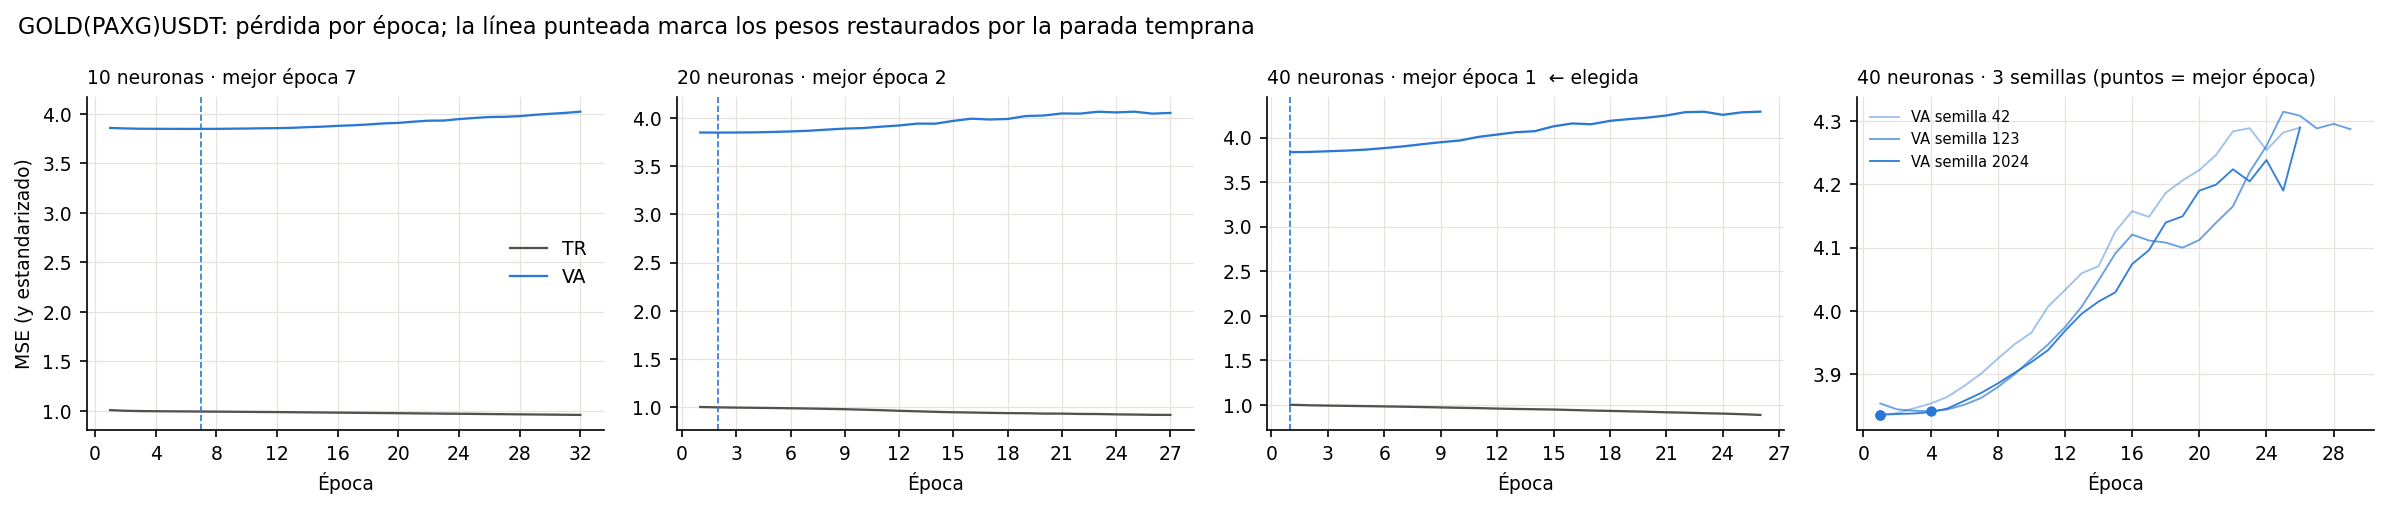 GOLD(PAXG)USDT: pérdida por época; la línea punteada marca los pesos restaurados por la parada temprana
10 neuronas · mejor época 7
MSE (y estandarizado)
4.0
3.5
3.0
2.5
2.0
1.5
1.0
TR
VA
0 4 8 12 16 20 24 28 32
Época
20 neuronas · mejor época 2
4.0
3.5
3.0
2.5
2.0
1.5
1.0
0 3 6 9 12 15 18 21 24 27
Época
40 neuronas · mejor época 1 ← elegida
4.0
3.5
3.0
2.5
2.0
1.5
1.0
0 3 6 9 12 15 18 21 24 27
Época
40 neuronas · 3 semillas (puntos = mejor época)
VA semilla 42
VA semilla 123
VA semilla 2024
4.3
4.2
4.1
4.0
3.9
0 4 8 12 16 20 24 28
Época